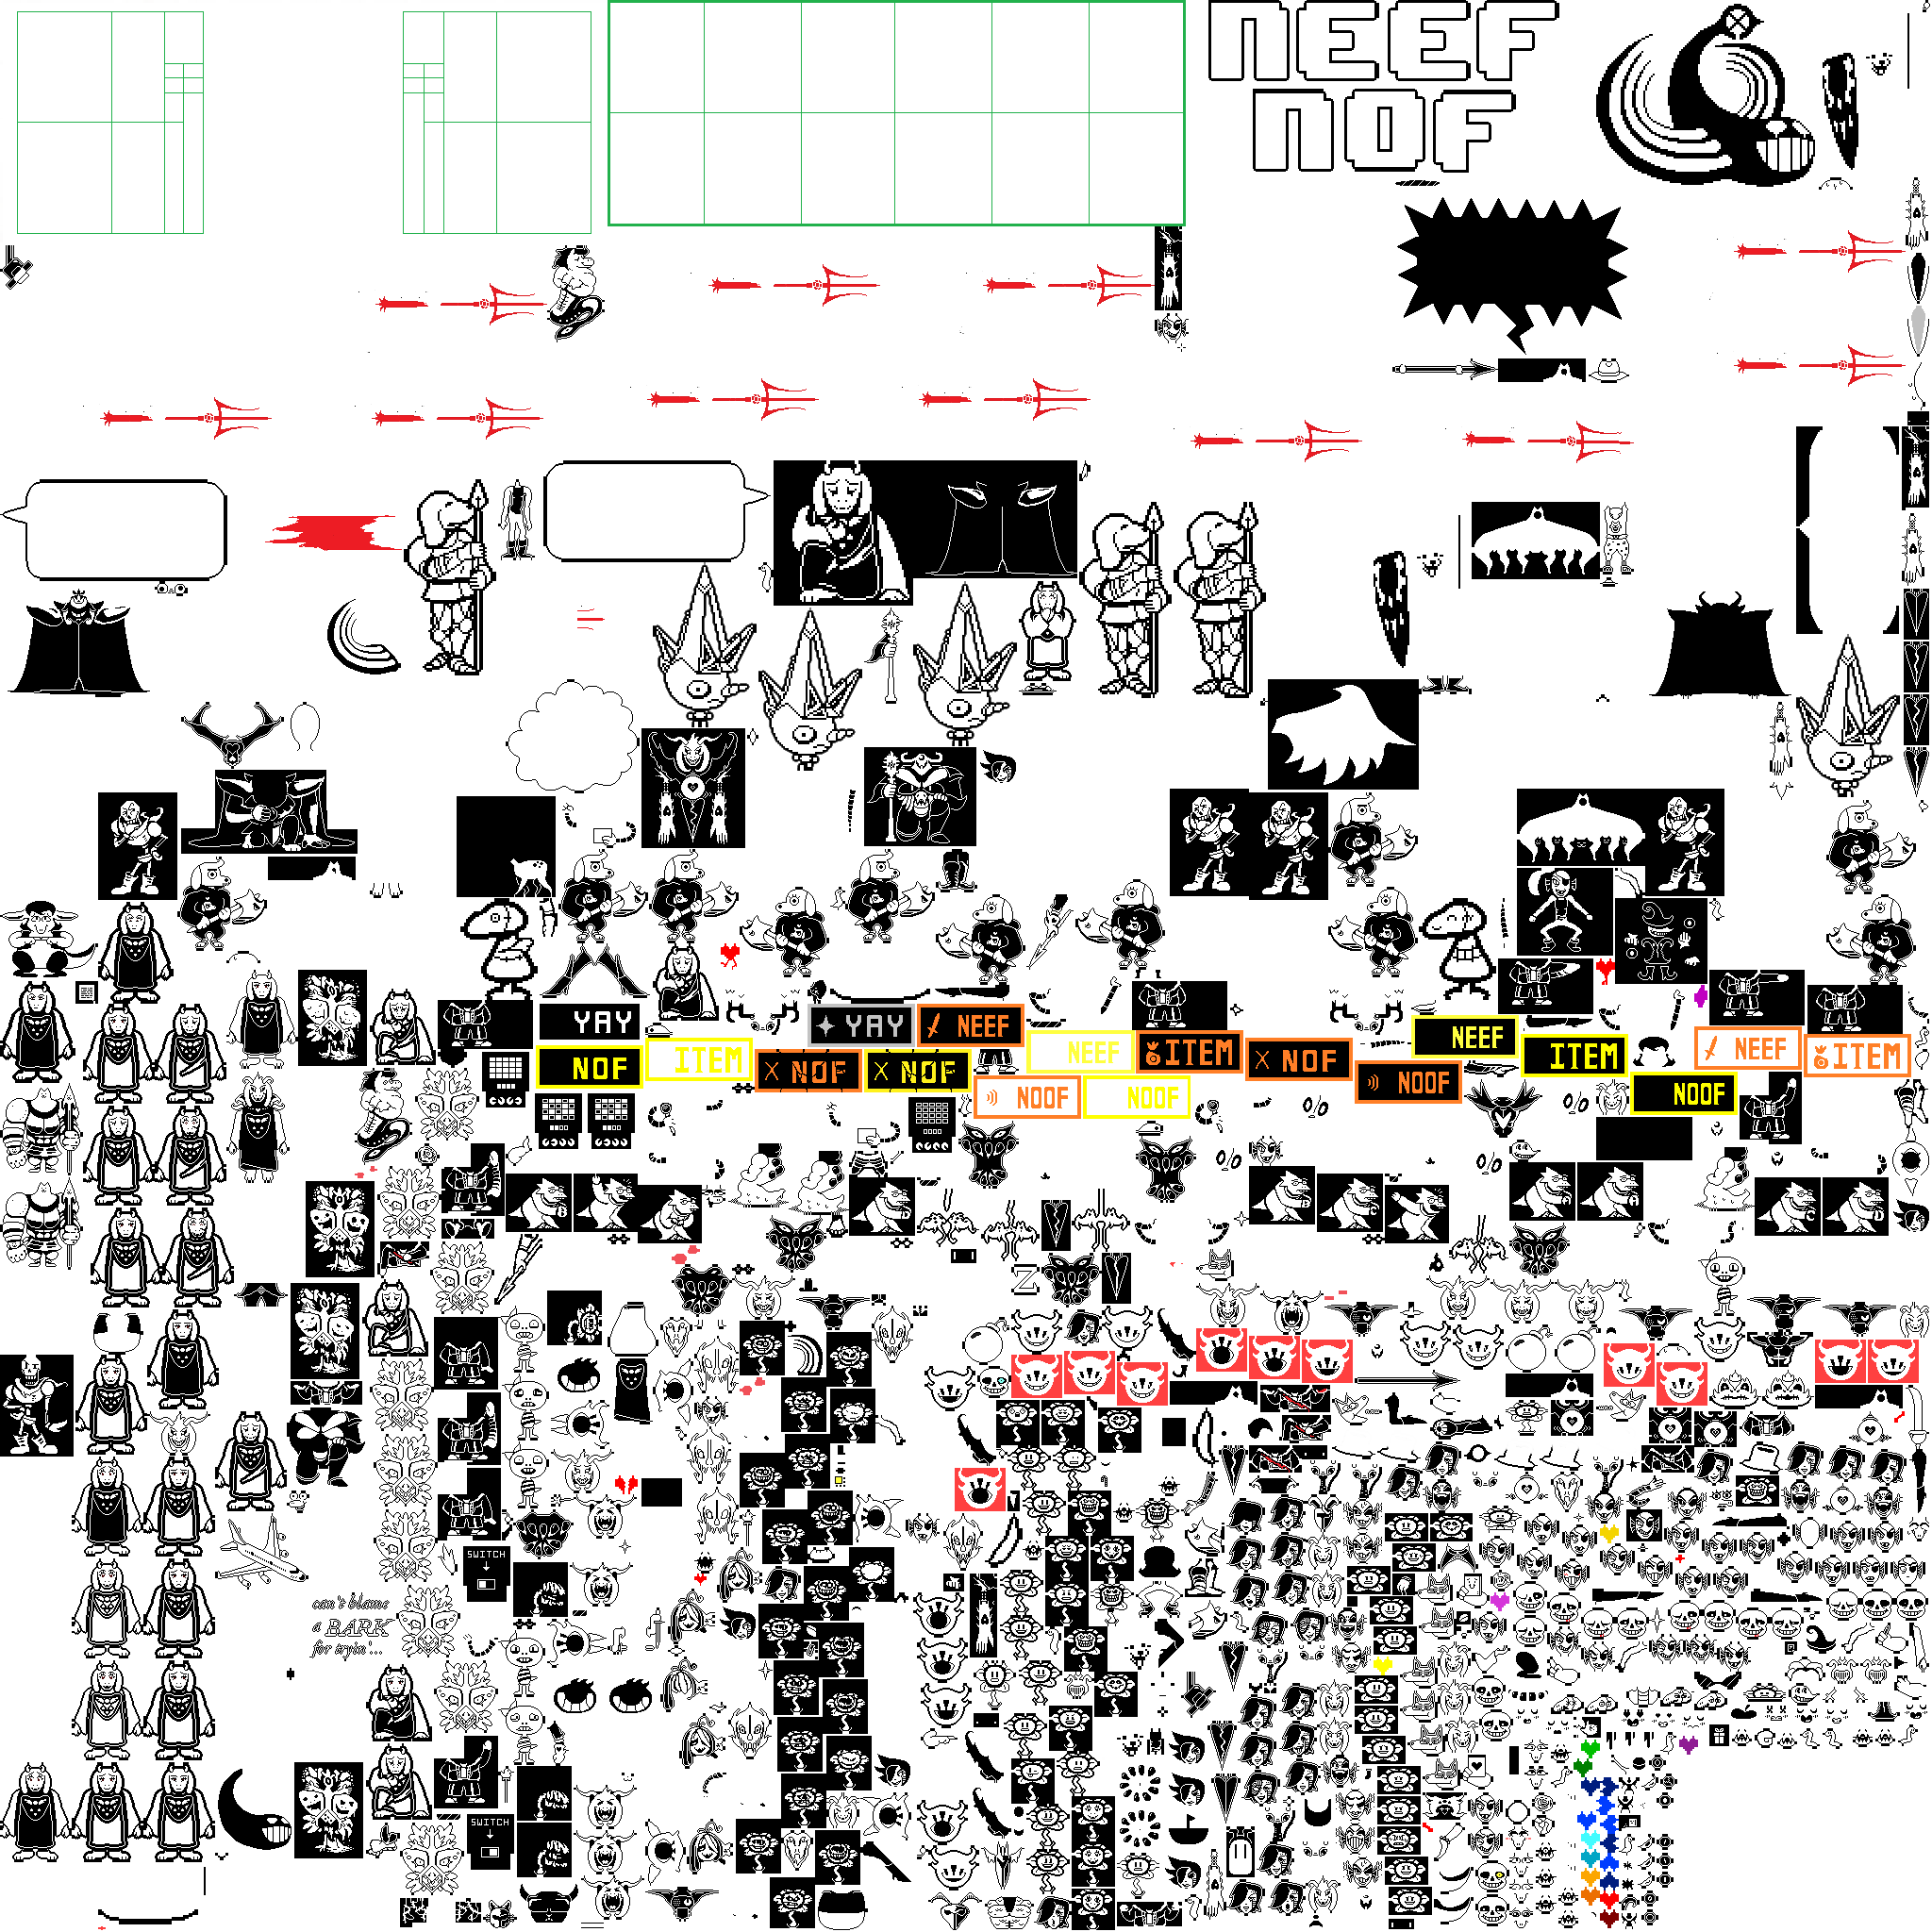 NEEF
NOF
YAY
YAY
NEEF
NEEF
NOF
ITEM
NEEF
ITEM
NOF
ITEM
NEEF
ITEM
NOF
NOF
NOOF
NOOF
NOOF
NOOF
Z
SWITCH
can't blame
a BARK
for tryin'...
SWITCH